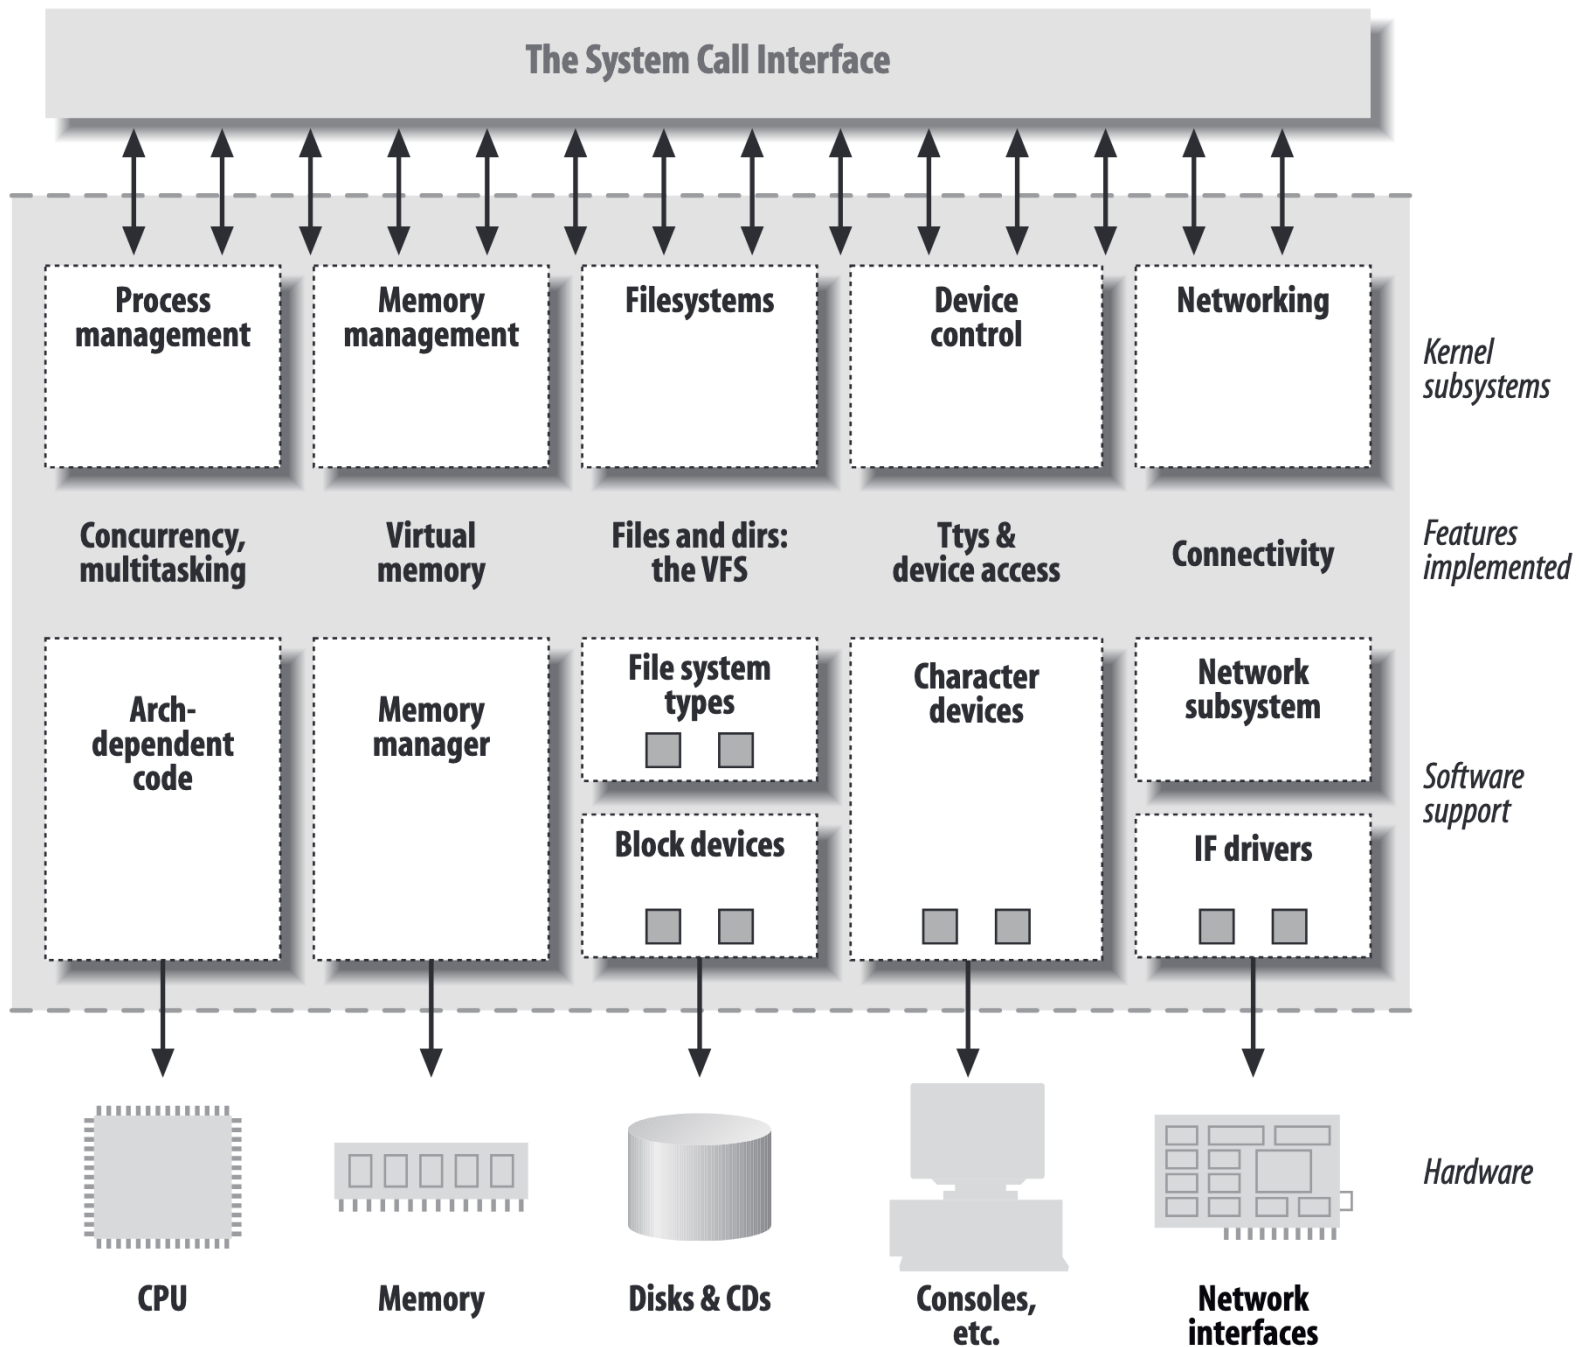 The System Call Interface
Process
management
Memory
management
Filesystems
Device
control
Networking
Kernel
subsystems
Concurrency,
multitasking
Virtual
memory
Files and dirs:
the VFS
Ttys &
device access
Connectivity
Features
implemented
Arch-
dependent
code
Memory
manager
File system
types
Block devices
Character
devices
Network
subsystem
IF drivers
Software
support
Hardware
CPU
Memory
Disks & CDs
Consoles,
etc.
Network
interfaces